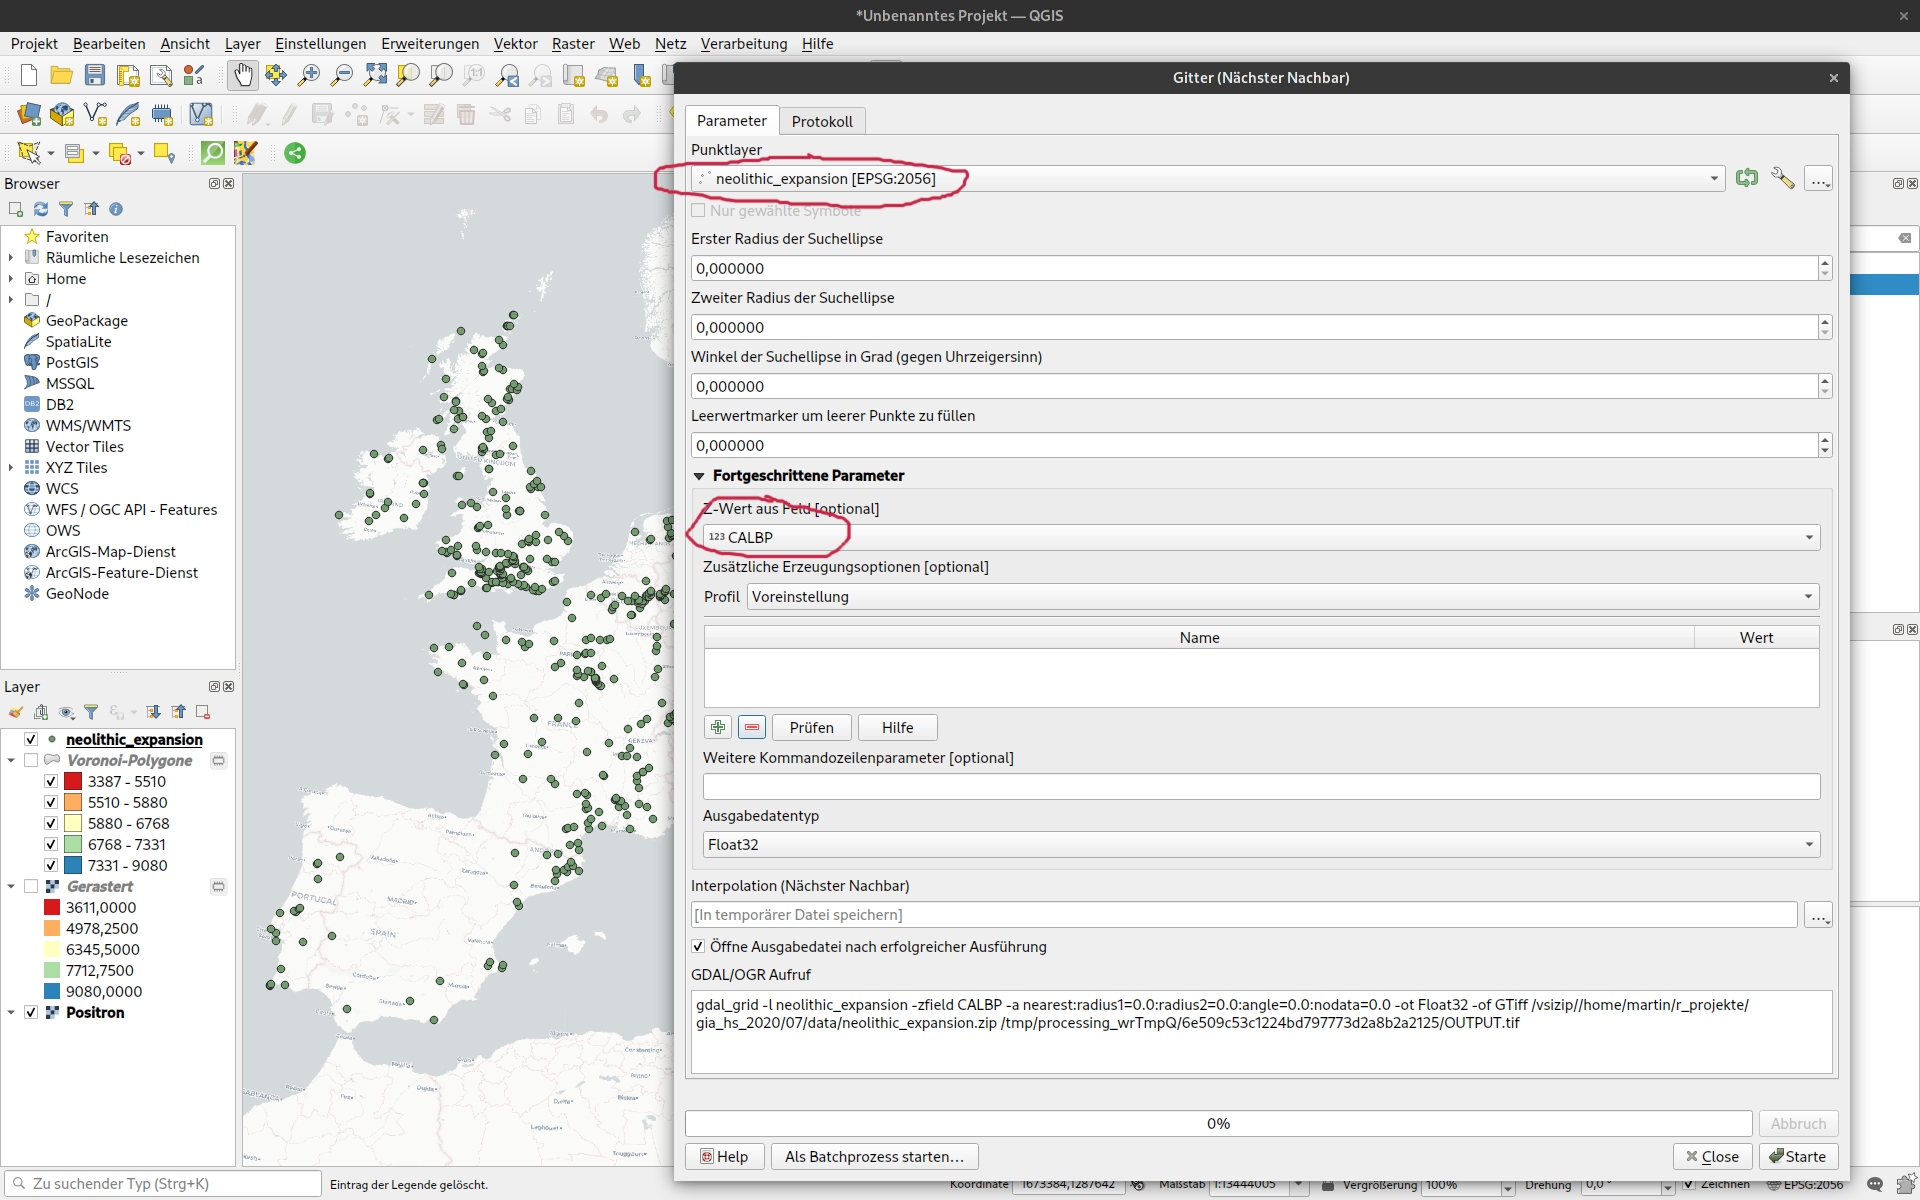 *Unbenanntes Projekt — QGIS
Projekt Bearbeiten Ansicht Layer Einstellungen Erweiterungen Vektor Raster Web Netz Verarbeitung Hilfe
Gitter (Nächster Nachbar)
Parameter Protokoll
Punktlayer
neolithic_expansion [EPSG:2056]
Nur gewählte Symbole
Erster Radius der Suchellipse
0,000000
Zweiter Radius der Suchellipse
0,000000
Winkel der Suchellipse in Grad (gegen Uhrzeigersinn)
0,000000
Leerwertmarker um leerer Punkte zu füllen
0,000000
Fortgeschrittene Parameter
Z-Wert aus Feld [optional]
123 CALBP
Zusätzliche Erzeugungsoptionen [optional]
Profil Voreinstellung
Name Wert
Prüfen Hilfe
Weitere Kommandozeilenparameter [optional]
Ausgabedatentyp
Float32
Interpolation (Nächster Nachbar)
[In temporärer Datei speichern]
Öffne Ausgabedatei nach erfolgreicher Ausführung
GDAL/OGR Aufruf
gdal_grid -l neolithic_expansion -zfield CALBP -a nearest:radius1=0.0:radius2=0.0:angle=0.0:nodata=0.0 -ot Float32 -of GTiff /vsizip//home/martin/r_projekte/
gia_hs_2020/07/data/neolithic_expansion.zip /tmp/processing_wrTmpQ/6e509c53c1224bd797773d2a8b2a2125/OUTPUT.tif
0%
Abbruch
Help Als Batchprozess starten… Close Starte
Browser
Favoriten
Räumliche Lesezeichen
Home
/
GeoPackage
SpatiaLite
PostGIS
MSSQL
DB2
WMS/WMTS
Vector Tiles
XYZ Tiles
WCS
WFS / OGC API - Features
OWS
ArcGIS-Map-Dienst
ArcGIS-Feature-Dienst
GeoNode
Layer
neolithic_expansion
Voronoi-Polygone
3387 - 5510
5510 - 5880
5880 - 6768
6768 - 7331
7331 - 9080
Gerastert
3611,0000
4978,2500
6345,5000
7712,7500
9080,0000
Positron
PORTUGAL
MADRID
SPAIN
FRANCE
Zu suchender Typ (Strg+K)
Eintrag der Legende gelöscht.
Koordinate 1673384,1287642 Maßstab 1:13444005 Vergrößerung 100% Drehung 0,0 ° Zeichnen EPSG:2056